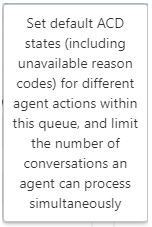 Set default ACD
states (including
unavailable reason
codes) for different
agent actions within
this queue, and limit
the number of
conversations an
agent can process
simultaneously